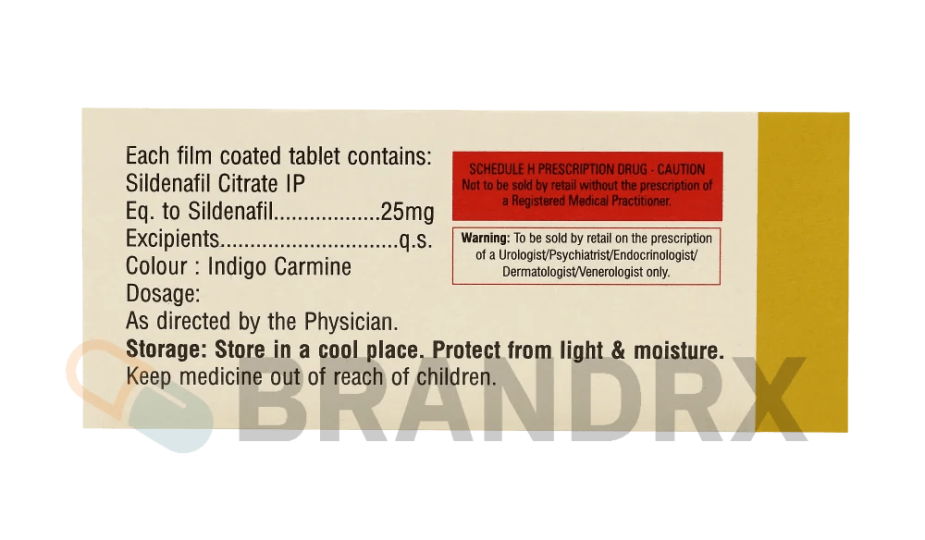 Each film coated tablet contains:
Sildenafil Citrate IP
Eq. to Sildenafil...................25mg
Excipients.............................q.s.
Colour : Indigo Carmine
Dosage:
As directed by the Physician.
Storage: Store in a cool place. Protect from light & moisture.
Keep medicine out of reach of children.
SCHEDULE H PRESCRIPTION DRUG - CAUTION
Not to be sold by retail without the prescription of
a Registered Medical Practitioner.
Warning: To be sold by retail on the prescription
of a Urologist/Psychiatrist/Endocrinologist/
Dermatologist/Venerologist only.
BRANDRX